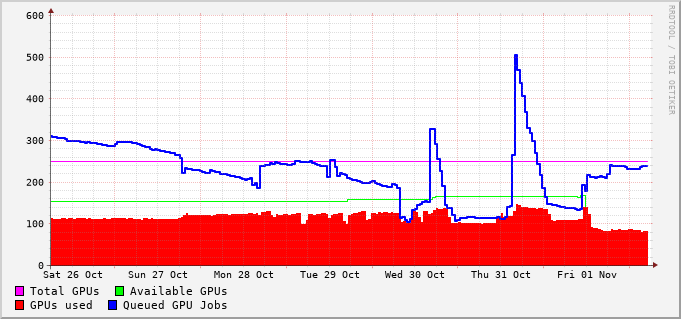 600
500
400
300
200
100
0
Sat 26 Oct Sun 27 Oct Mon 28 Oct Tue 29 Oct Wed 30 Oct Thu 31 Oct Fri 01 Nov
Total GPUs Available GPUs
GPUs used Queued GPU Jobs
RRDTOOL / TOBI OETIKER